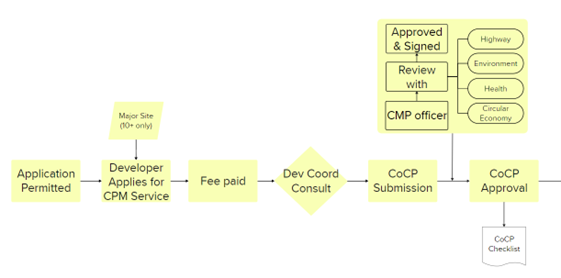 Approved
& Signed
Highway
Environment
Review
with
Health
CMP officer
Circular
Economy
Major Site
(10+ only)
Application
Permitted
Developer
Applies for
CPM Service
Fee paid
Dev Coord
Consult
CoCP
Submission
CoCP
Approval
CoCP
Checklist